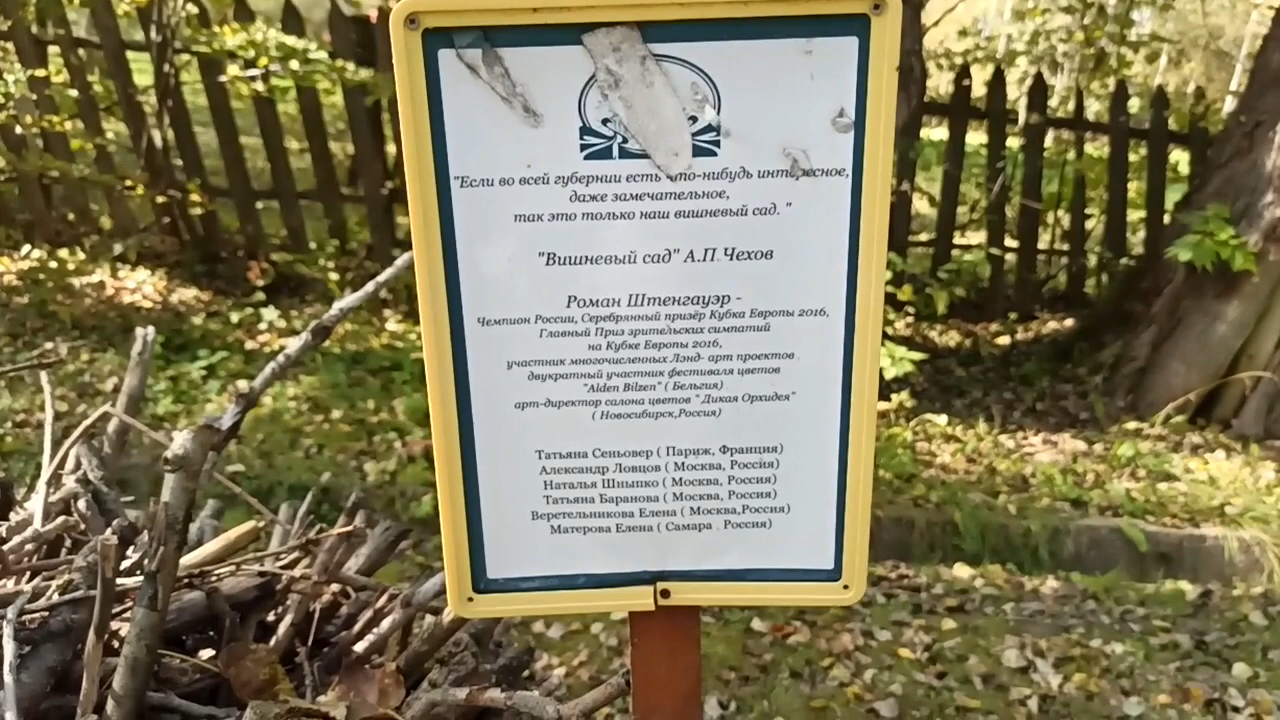 "Если во всей губернии есть что-нибудь интересное,
даже замечательное,
так это только наш вишневый сад. "
"Вишневый сад" А.П. Чехов
Роман Штенгауэр -
Чемпион России, Серебрянный призёр Кубка Европы 2016,
Главный Приз зрительских симпатий
на Кубке Европы 2016,
участник многочисленных Лэнд- арт проектов
двукратный участник фестиваля цветов
"Alden Bilzen" ( Бельгия)
арт-директор салона цветов " Дикая Орхидея"
( Новосибирск,Россия)
Татьяна Сеньовер ( Париж, Франция)
Александр Ловцов ( Москва, Россия)
Наталья Шныпко ( Москва, Россия)
Татьяна Баранова ( Москва, Россия)
Веретельникова Елена ( Москва,Россия)
Матерова Елена ( Самара , Россия)